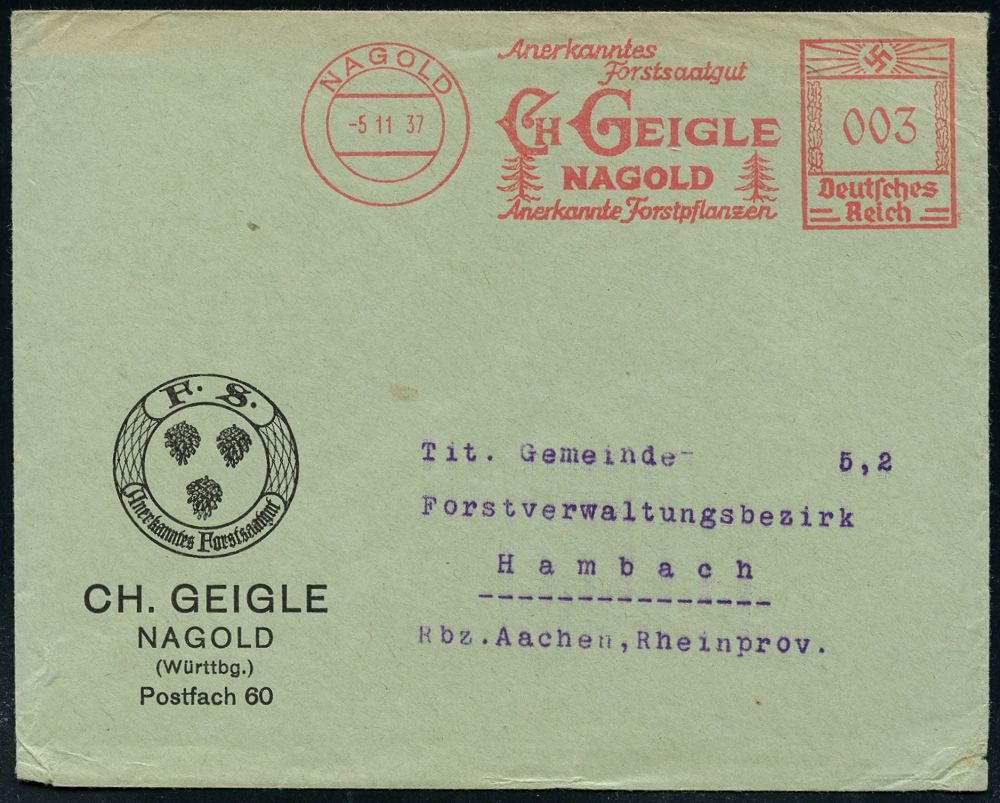 NAGOLD
-5 11 37
Anerkanntes
Forstsaatgut
CH GEIGLE
NAGOLD
Anerkannte Forstpflanzen
003
Deutsches
Reich
F. S.
Anerkanntes Forstsaatgut
CH. GEIGLE
NAGOLD
(Württbg.)
Postfach 60
Tit. Gemeinde- 5,2
Forstverwaltungsbezirk
Hambach
Rbz.Aachen,Rheinprov.